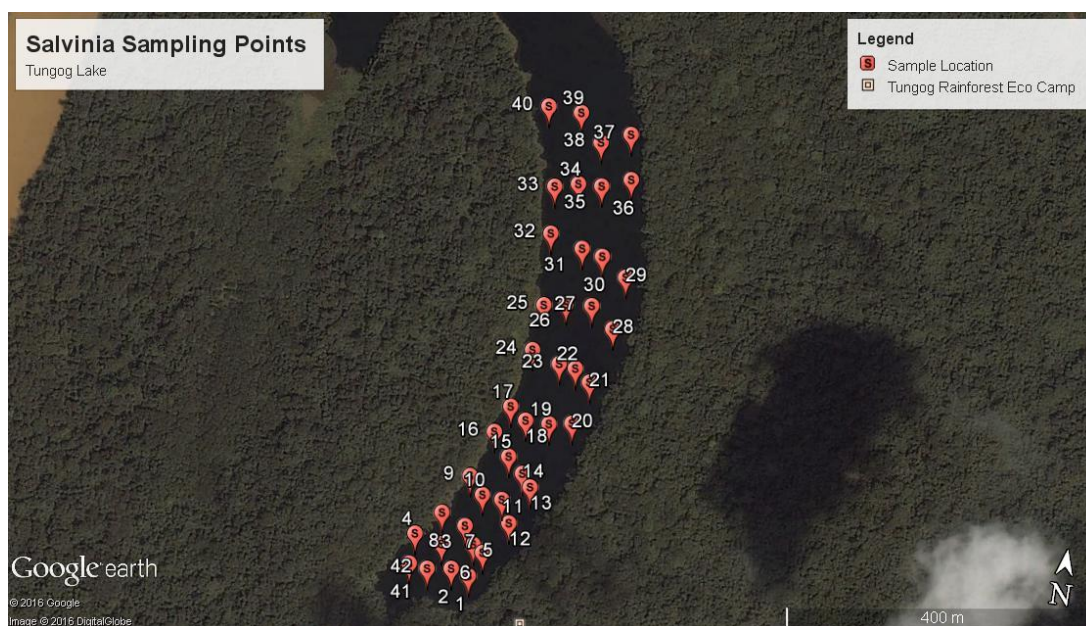 Salvinia Sampling Points
Tungog Lake
Legend
S Sample Location
Tungog Rainforest Eco Camp
40 39
38 37
34
33 35 36
32
31 29
30
25 27
26 28
24 22
23
21
17
19
16 18 20
15
9 10 14
13
11
4
8 3 7 12
5
42 6
41 2 1
Google earth
© 2016 Google
Image © 2016 DigitalGlobe
N
400 m